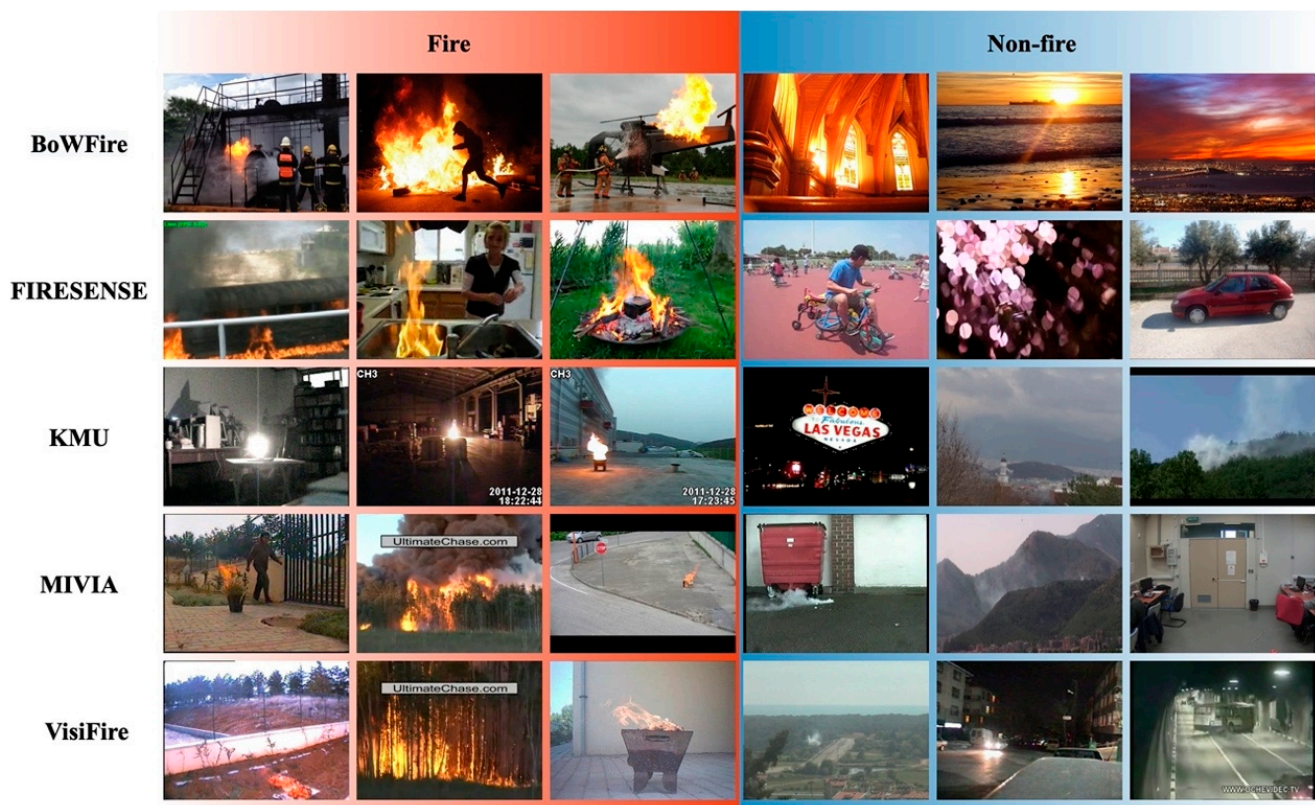 Fire
Non-fire
BoWFire
FIRESENSE
KMU
CH3
2011-12-28
18:22:44
CH3
2011-12-28
17:23:45
WELCOME
TO Fabulous
LAS VEGAS
NEVADA
MIVIA
UltimateChase.com
STOP
VisiFire
UltimateChase.com